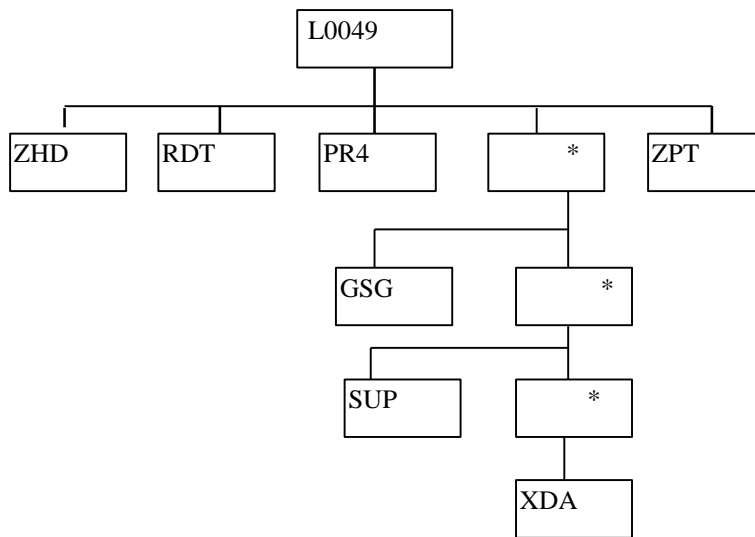 L0049
ZHD RDT PR4 * ZPT
GSG *
SUP *
XDA